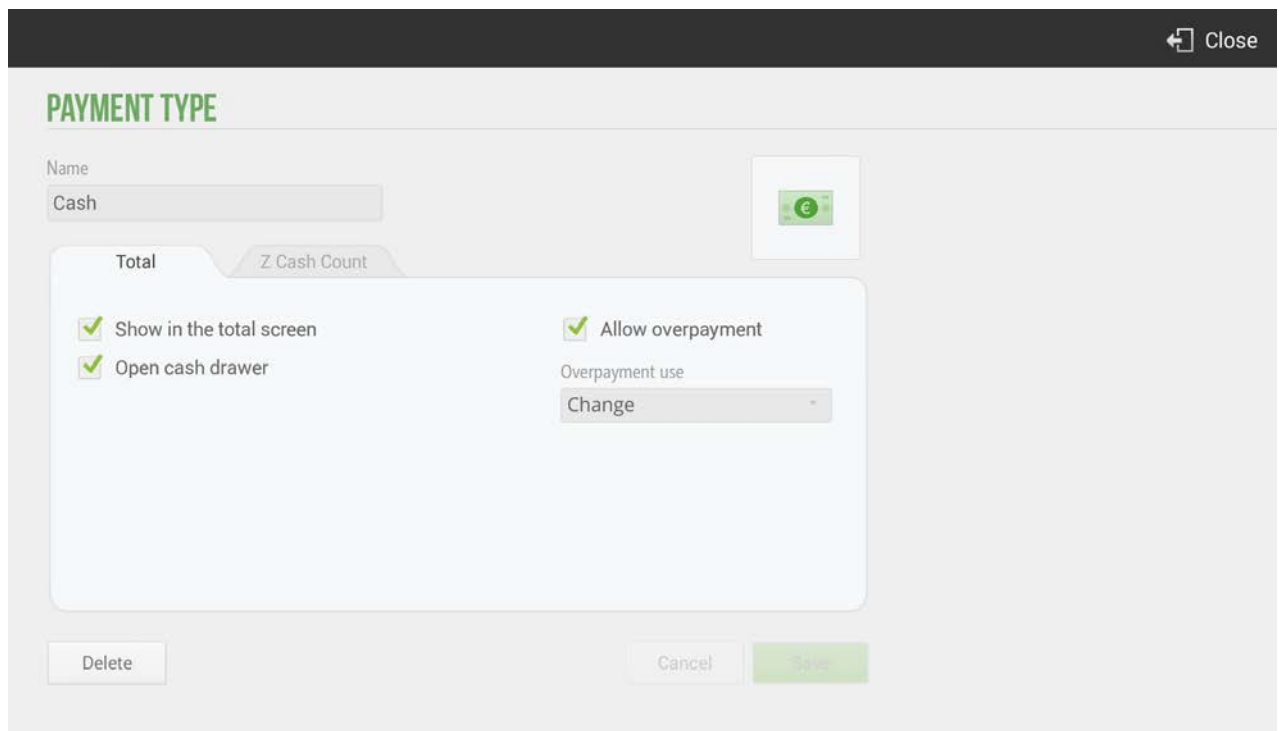 Close
PAYMENT TYPE
Name
Cash
€
Total
Z Cash Count
Show in the total screen
Allow overpayment
Open cash drawer
Overpayment use
Change
Delete
Cancel
Save